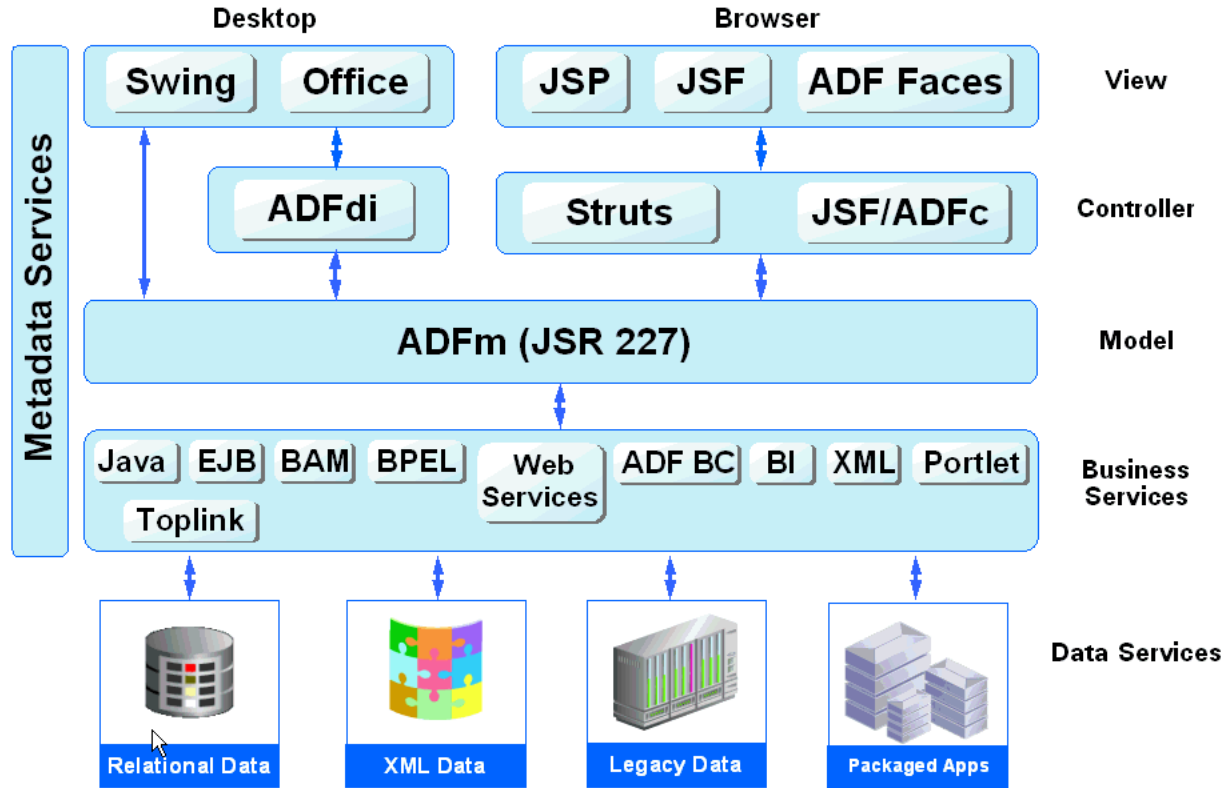 Desktop
Browser
Metadata Services
Swing
Office
JSP
JSF
ADF Faces
View
ADFdi
Struts
JSF/ADFc
Controller
ADFm (JSR 227)
Model
Java
EJB
BAM
BPEL
Web
Services
ADF BC
BI
XML
Portlet
Toplink
Business
Services
Data Services
Relational Data
XML Data
Legacy Data
Packaged Apps